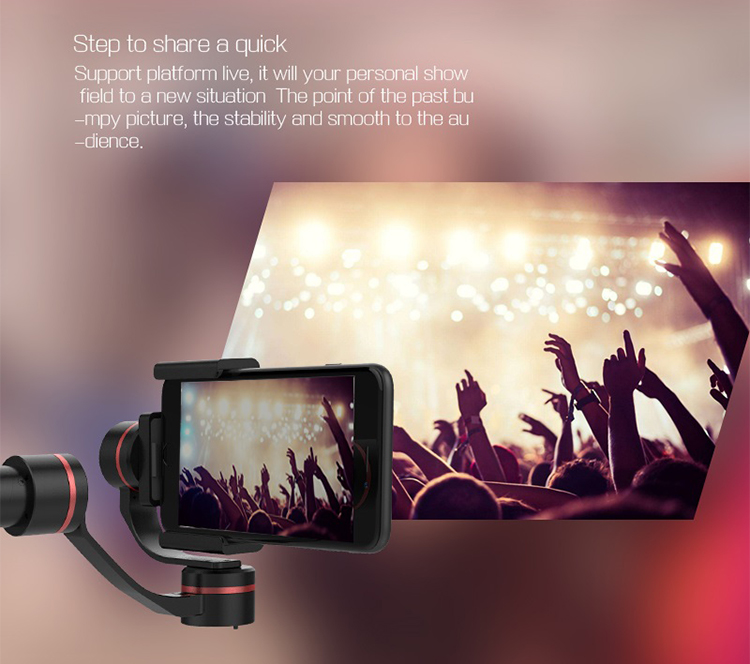 Step to share a quick
Support platform live, it will your personal show
field to a new situation The point of the past bu
-mpy picture, the stability and smooth to the au
-dience.